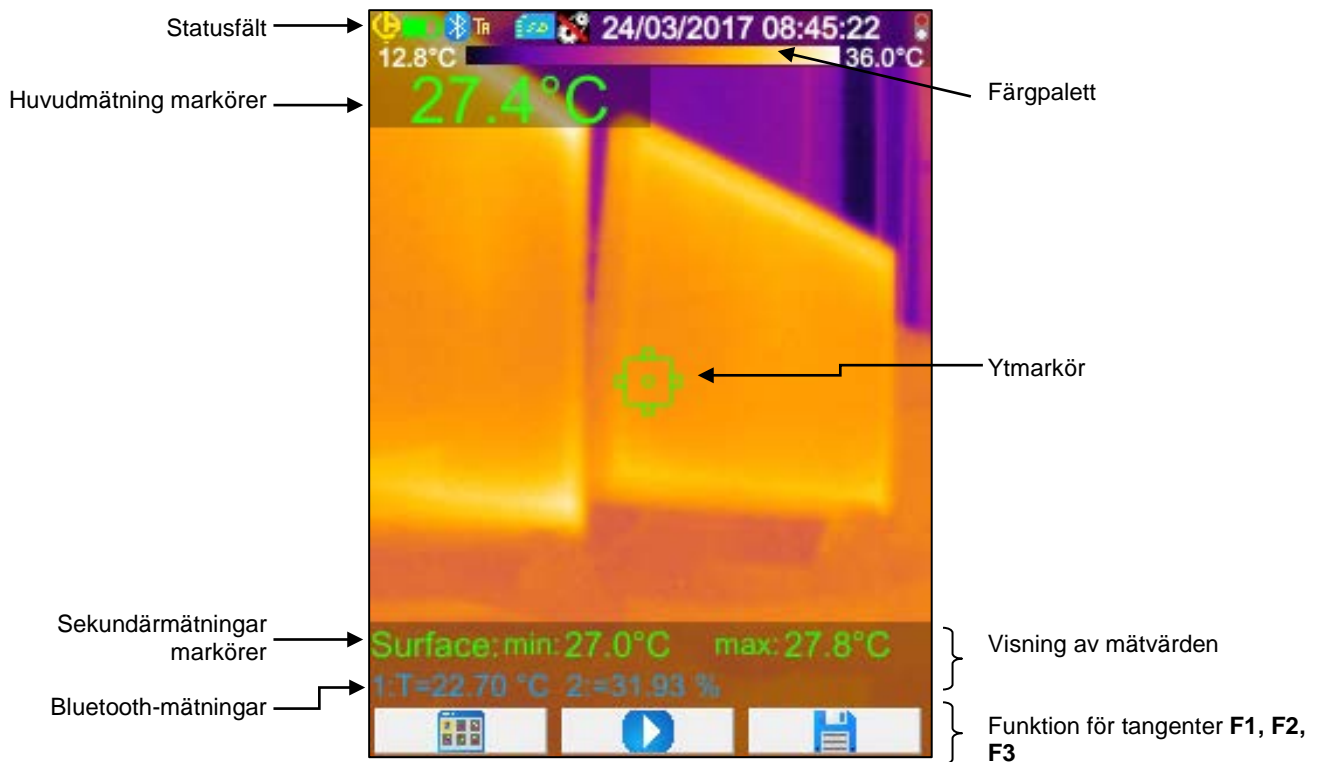 Statusfält
24/03/2017 08:45:22
12.8°C
36.0°C
Färgpalett
Huvudmätning markörer
27.4°C
Ytmarkör
Sekundärmätningar
markörer
Surface: min: 27.0°C max: 27.8°C
Visning av mätvärden
1:T=22.70 °C 2:=31.93 %
Bluetooth-mätningar
Funktion för tangenter F1, F2,
F3